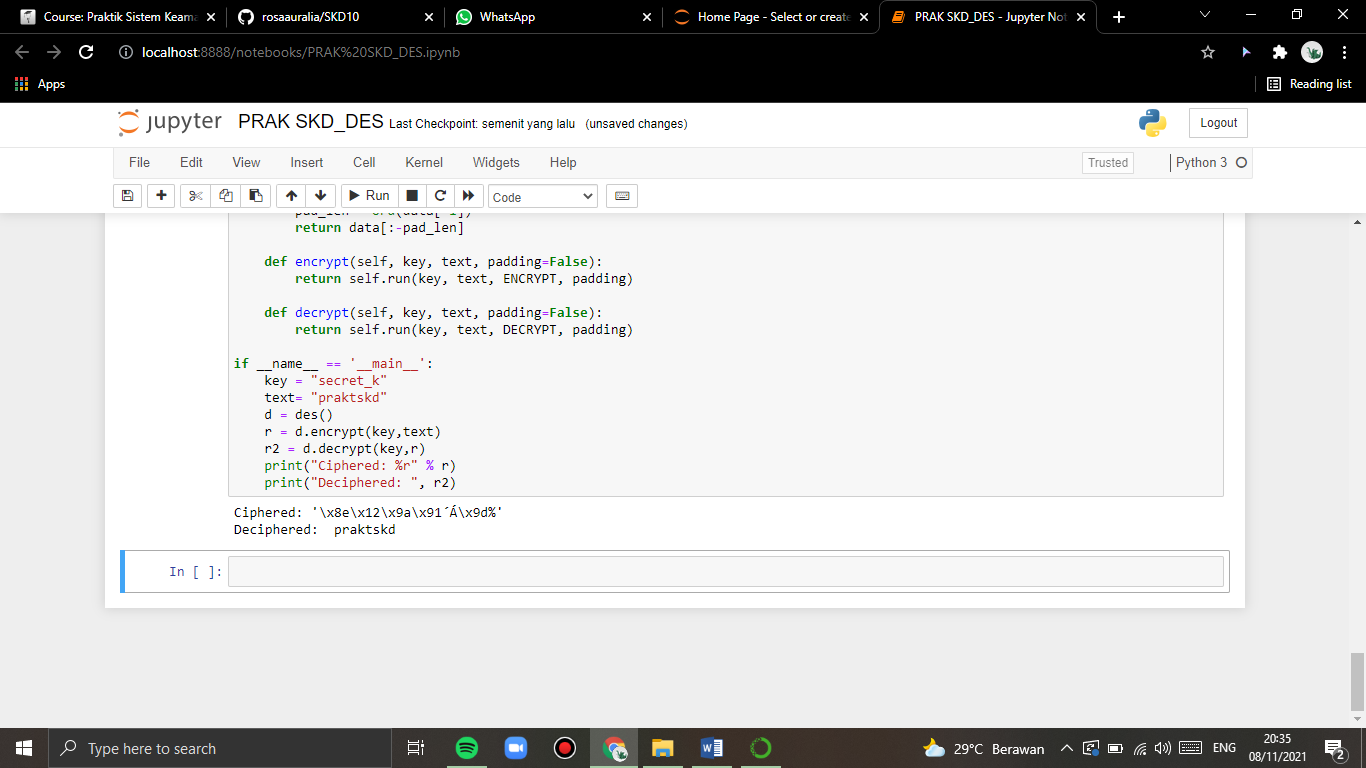 Course: Praktik Sistem Keama
rosaauralia/SKD10
WhatsApp
Home Page - Select or create
PRAK SKD_DES - Jupyter Not
localhost:8888/notebooks/PRAK%20SKD_DES.ipynb
Apps
Reading list
jupyter PRAK SKD_DES Last Checkpoint: semenit yang lalu (unsaved changes)
Logout
File Edit View Insert Cell Kernel Widgets Help
Trusted
Python 3
Run
Code
return data[:-pad_len]
def encrypt(self, key, text, padding=False):
return self.run(key, text, ENCRYPT, padding)
def decrypt(self, key, text, padding=False):
return self.run(key, text, DECRYPT, padding)
if __name__ == '__main__':
key = "secret_k"
text= "praktskd"
d = des()
r = d.encrypt(key,text)
r2 = d.decrypt(key,r)
print("Ciphered: %r" % r)
print("Deciphered: ", r2)
Ciphered: '\x8e\x12\x9a\x91´Á\x9d%'
Deciphered:  praktskd
In [ ]:
Type here to search
29°C Berawan
ENG
20:35
08/11/2021
2